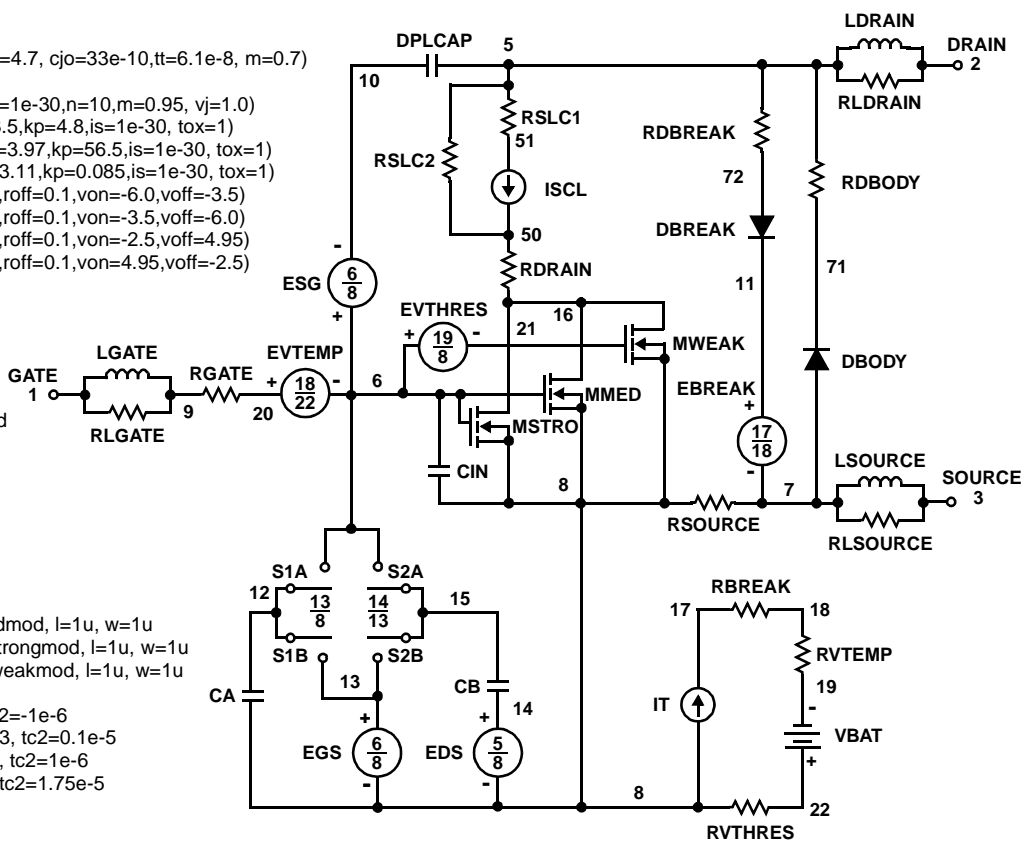 =4.7, cjo=33e-10,tt=6.1e-8, m=0.7)
=1e-30,n=10,m=0.95, vj=1.0)
.5,kp=4.8,is=1e-30, tox=1)
=3.97,kp=56.5,is=1e-30, tox=1)
3.11,kp=0.085,is=1e-30, tox=1)
,roff=0.1,von=-6.0,voff=-3.5)
,roff=0.1,von=-3.5,voff=-6.0)
,roff=0.1,von=-2.5,voff=4.95)
,roff=0.1,von=4.95,voff=-2.5)
d
dmod, l=1u, w=1u
trongmod, l=1u, w=1u
weakmod, l=1u, w=1u
2=-1e-6
3, tc2=0.1e-5
, tc2=1e-6
tc2=1.75e-5
LDRAIN
DPLCAP
5
DRAIN
2
10
RLDRAIN
RSLC1
51
RDBREAK
RSLC2
72
RDBODY
ISCL
DBREAK
50
-
RDRAIN
71
ESG
6
8
+
11
EVTHRES
16
21
+
19
8
-
MWEAK
LGATE
EVTEMP
DBODY
GATE
1
RGATE
+
18
22
-
6
EBREAK
+
MMED
9
20
MSTRO
RLGATE
17
18
-
LSOURCE
CIN
8
7
SOURCE
3
RSOURCE
RLSOURCE
S1A
S2A
12
13
8
14
13
15
RBREAK
17
18
S1B
S2B
RVTEMP
13
CA
CB
19
14
IT
-
+
+
VBAT
EGS
6
8
EDS
5
8
+
-
-
8
22
RVTHRES